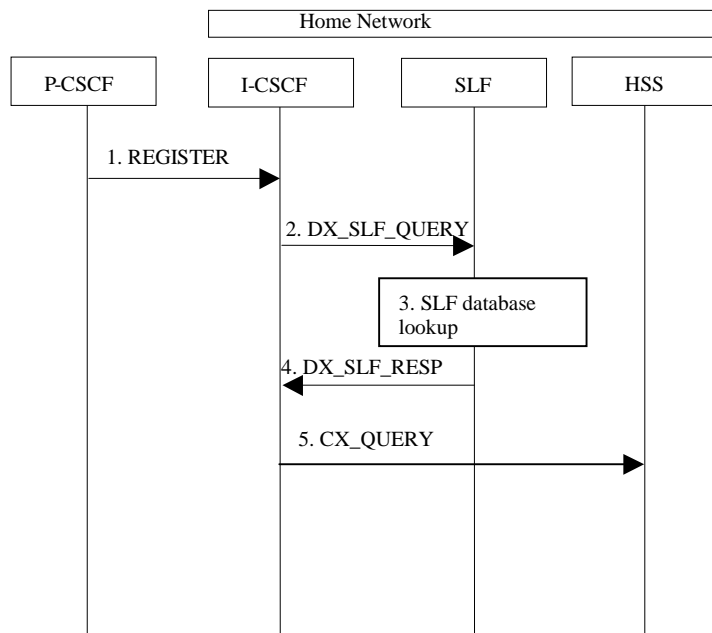 Home Network
P-CSCF
I-CSCF
SLF
HSS
1. REGISTER
2. DX_SLF_QUERY
3. SLF database
lookup
4. DX_SLF_RESP
5. CX_QUERY